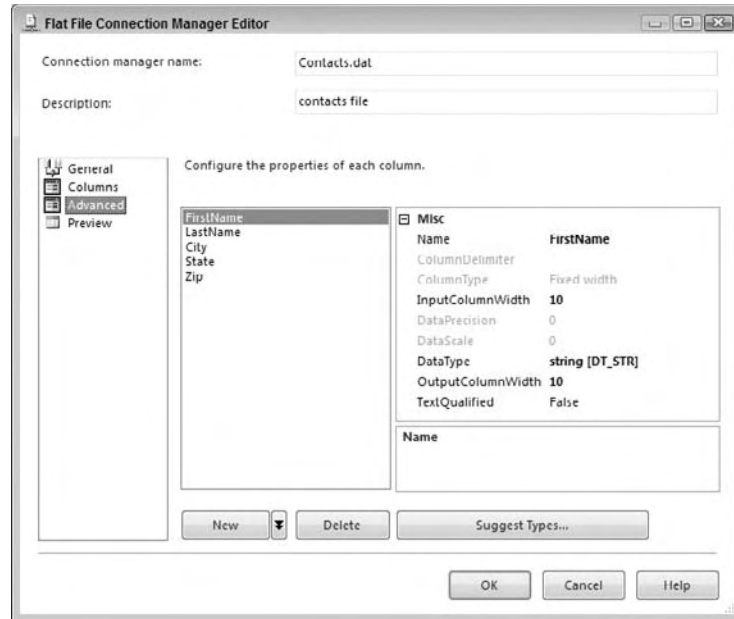 Flat File Connection Manager Editor
Connection manager name:
Contacts.dat
Description:
contacts file
General
Columns
Advanced
Preview
Configure the properties of each column.
FirstName
LastName
City
State
Zip
Misc
Name FirstName
ColumnDelimiter
ColumnType Fixed width
InputColumnWidth 10
DataPrecision 0
DataScale 0
DataType string [DT_STR]
OutputColumnWidth 10
TextQualified False
Name
New
Delete
Suggest Types...
OK
Cancel
Help